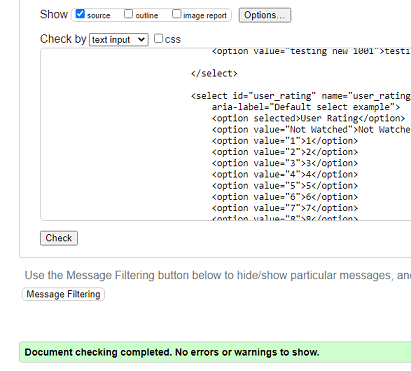 Show source outline image report Options...
Check by text input css
<option value="testing new 1001">testi
</select>
<select id="user_rating" name="user_rating
aria-label="Default select example">
<option selected>User Rating</option>
<option value="Not Watched">Not Watche
<option value="1">1</option>
<option value="2">2</option>
<option value="3">3</option>
<option value="4">4</option>
<option value="5">5</option>
<option value="6">6</option>
<option value="7">7</option>
<option value="8">8</option>
Check
Use the Message Filtering button below to hide/show particular messages, and
Message Filtering
Document checking completed. No errors or warnings to show.